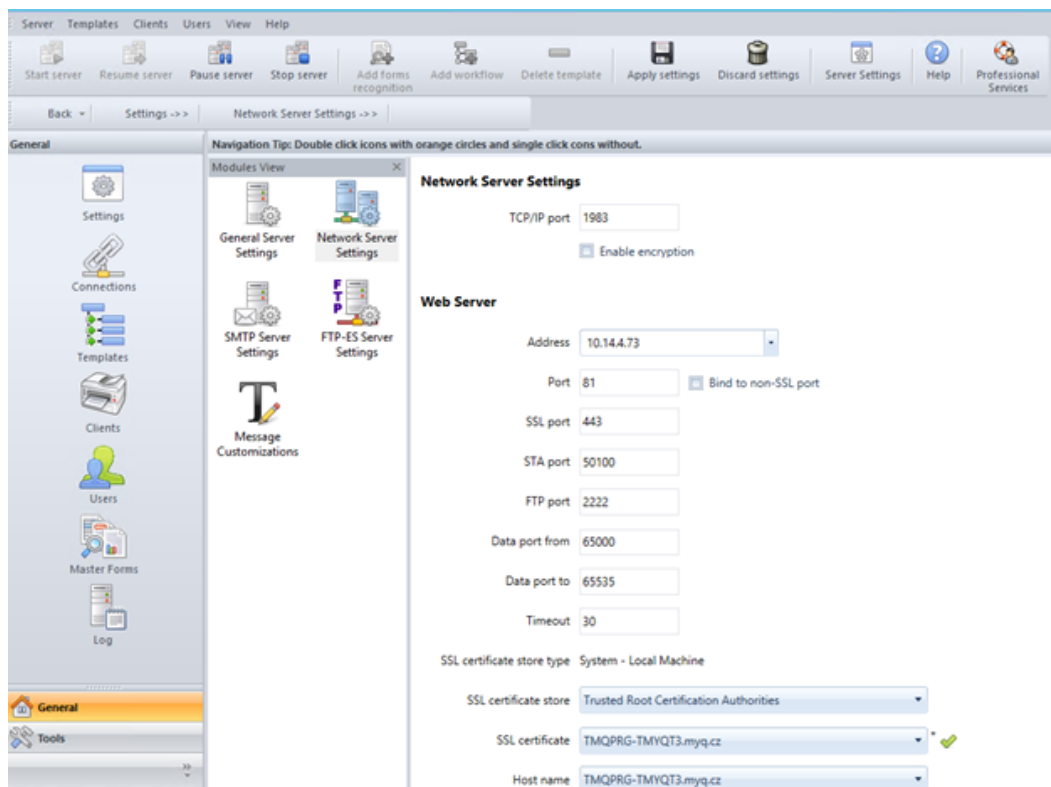 Server Templates Clients Users View Help
Start server Resume server Pause server Stop server Add forms recognition Add workflow Delete template Apply settings Discard settings Server Settings Help Professional Services
Back Settings ->> Network Server Settings ->>
General
Navigation Tip: Double click icons with orange circles and single click cons without.
Settings
Connections
Templates
Clients
Users
Master Forms
Log
General
Tools
Modules View
General Server Settings
Network Server Settings
SMTP Server Settings
FTP
FTP-ES Server Settings
Message Customizations
Network Server Settings
TCP/IP port 1983
Enable encryption
Web Server
Address 10.14.4.73
Port 81 Bind to non-SSL port
SSL port 443
STA port 50100
FTP port 2222
Data port from 65000
Data port to 65535
Timeout 30
SSL certificate store type System - Local Machine
SSL certificate store Trusted Root Certification Authorities
SSL certificate TMQPRG-TMYQT3.myq.cz *
Host name TMQPRG-TMYQT3.myq.cz